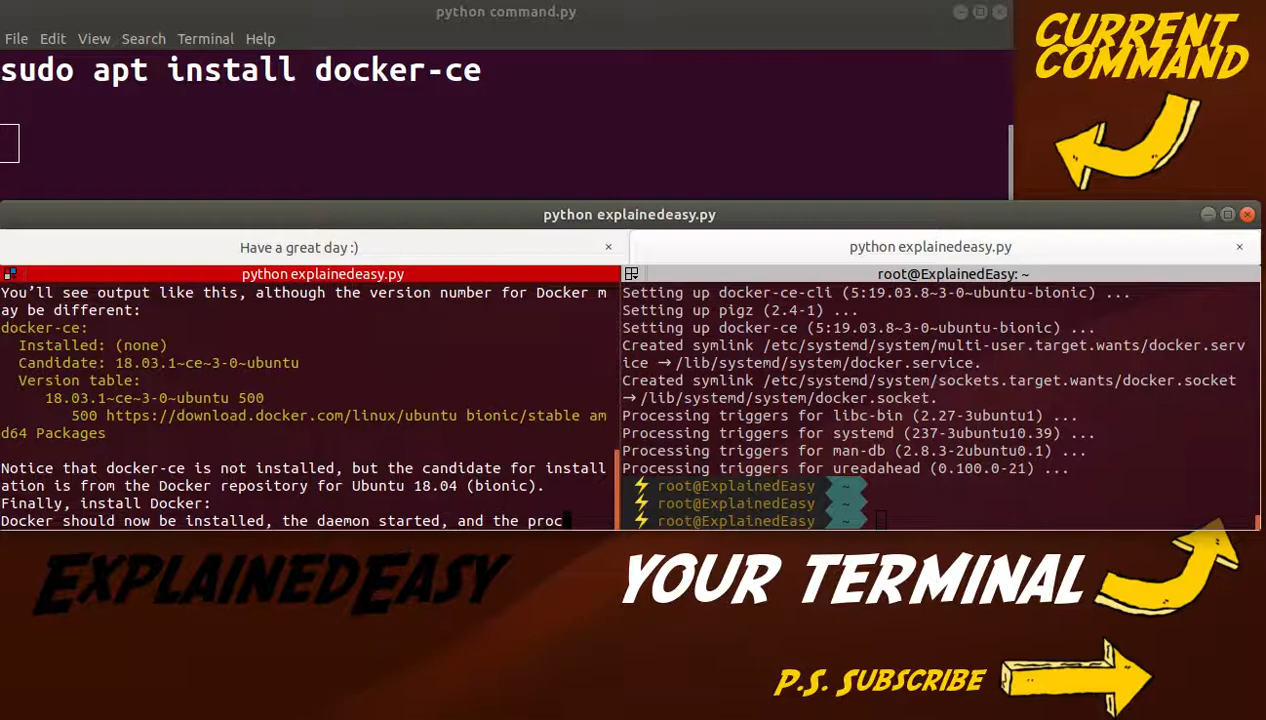 python command.py
File Edit View Search Terminal Help
sudo apt install docker-ce
CURRENT
COMMAND
python explainedeasy.py
Have a great day :) ×
python explainedeasy.py ×
python explainedeasy.py
You’ll see output like this, although the version number for Docker m
ay be different:
docker-ce:
Installed: (none)
Candidate: 18.03.1~ce~3-0~ubuntu
Version table:
18.03.1~ce~3-0~ubuntu 500
500 https://download.docker.com/linux/ubuntu bionic/stable am
d64 Packages
Notice that docker-ce is not installed, but the candidate for install
ation is from the Docker repository for Ubuntu 18.04 (bionic).
Finally, install Docker:
Docker should now be installed, the daemon started, and the proc
root@ExplainedEasy: ~
Setting up docker-ce-cli (5:19.03.8~3-0~ubuntu-bionic) ...
Setting up pigz (2.4-1) ...
Setting up docker-ce (5:19.03.8~3-0~ubuntu-bionic) ...
Created symlink /etc/systemd/system/multi-user.target.wants/docker.serv
ice → /lib/systemd/system/docker.service.
Created symlink /etc/systemd/system/sockets.target.wants/docker.socket
→ /lib/systemd/system/docker.socket.
Processing triggers for libc-bin (2.27-3ubuntu1) ...
Processing triggers for systemd (237-3ubuntu10.39) ...
Processing triggers for man-db (2.8.3-2ubuntu0.1) ...
Processing triggers for ureadahead (0.100.0-21) ...
⚡ root@ExplainedEasy ~
⚡ root@ExplainedEasy ~
⚡ root@ExplainedEasy ~
EXPLAINEDEASY
YOUR TERMINAL
P.S. SUBSCRIBE